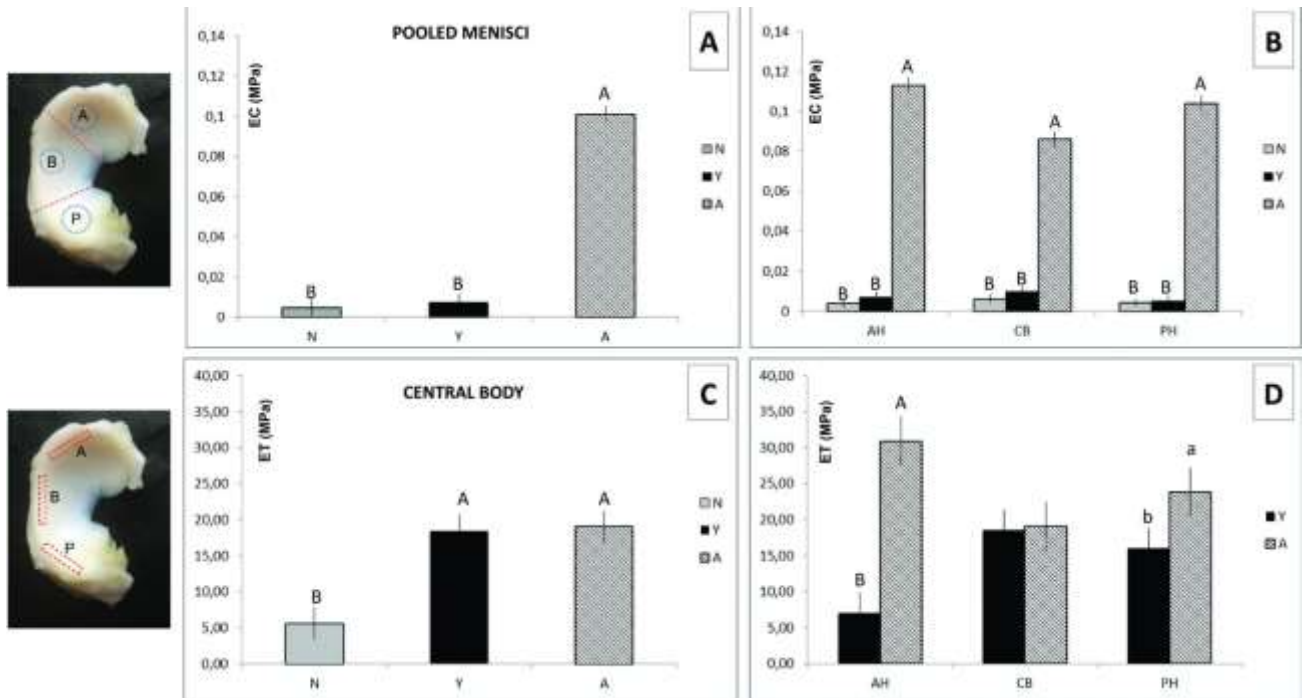 A
B
P
POOLED MENISCI
A
EC (MPa)
0,14
0,12
0,1
0,08
0,06
0,04
0,02
0
B
B
A
N
Y
A
N
Y
A
B
EC (MPa)
0,14
0,12
0,1
0,08
0,06
0,04
0,02
0
B B A
B B A
B B A
AH CB PH
N
Y
A
A
B
P
CENTRAL BODY
C
ET (MPa)
40,00
35,00
30,00
25,00
20,00
15,00
10,00
5,00
0,00
B
A
A
N
Y
A
N
Y
A
D
ET (MPa)
40,00
35,00
30,00
25,00
20,00
15,00
10,00
5,00
0,00
B A
b a
AH CB PH
Y
A